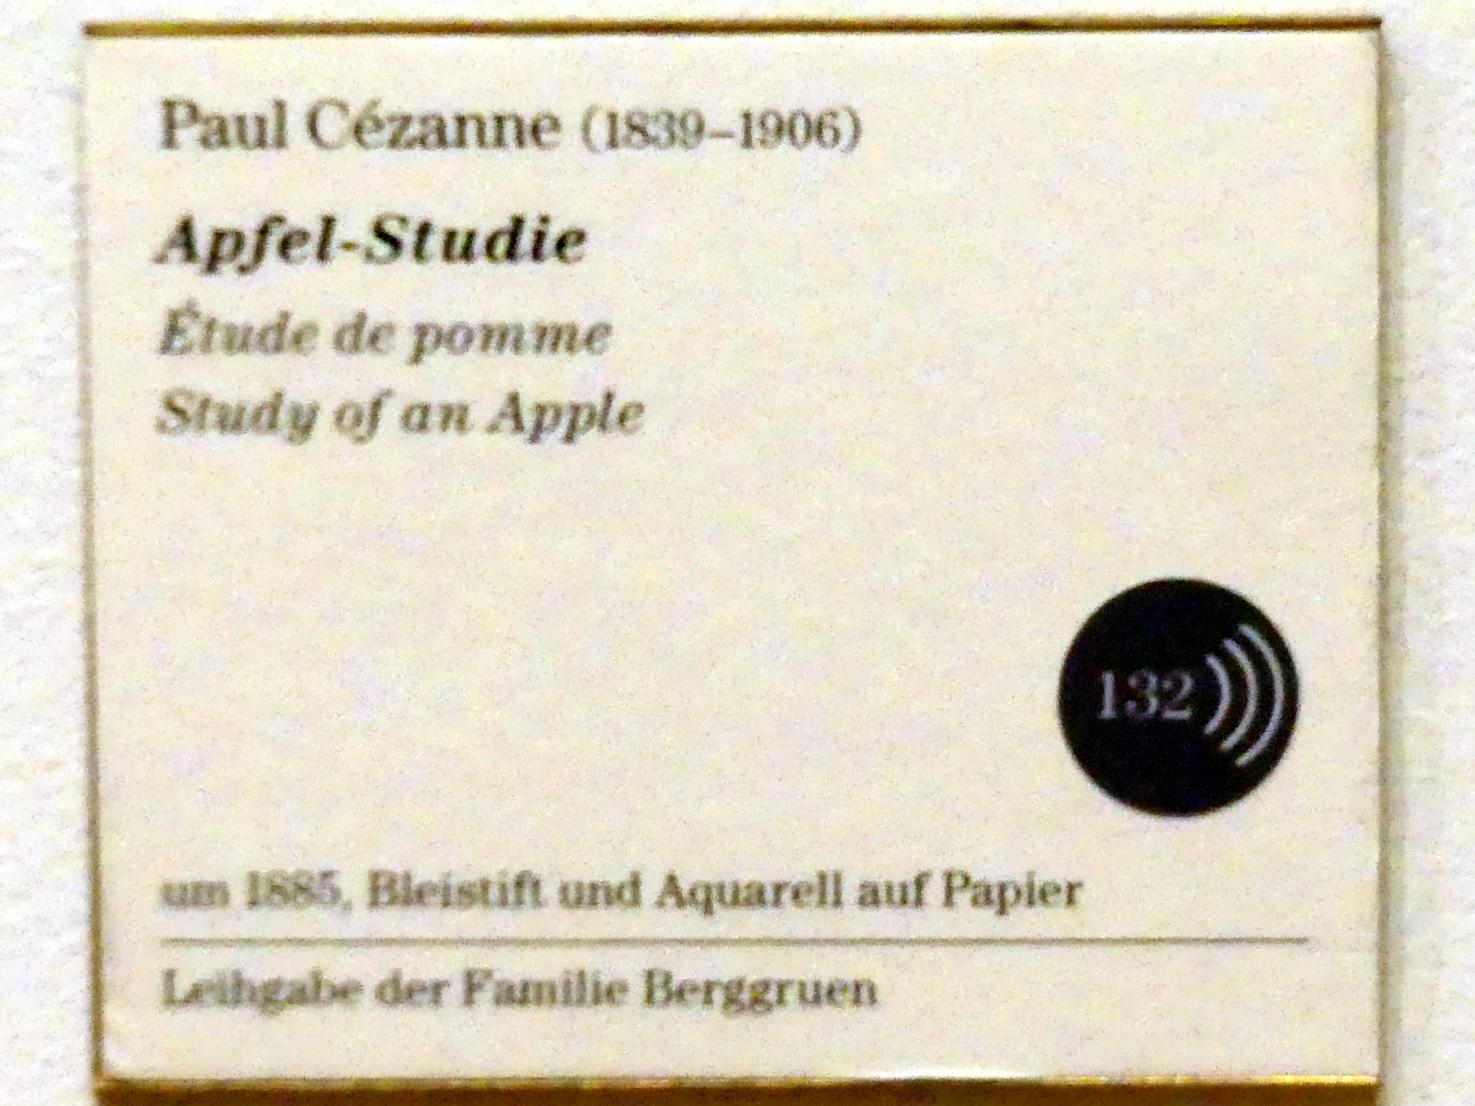 Paul Cézanne (1839–1906)
Apfel-Studie
Étude de pomme
Study of an Apple
132
um 1885, Bleistift und Aquarell auf Papier
Leihgabe der Familie Berggruen